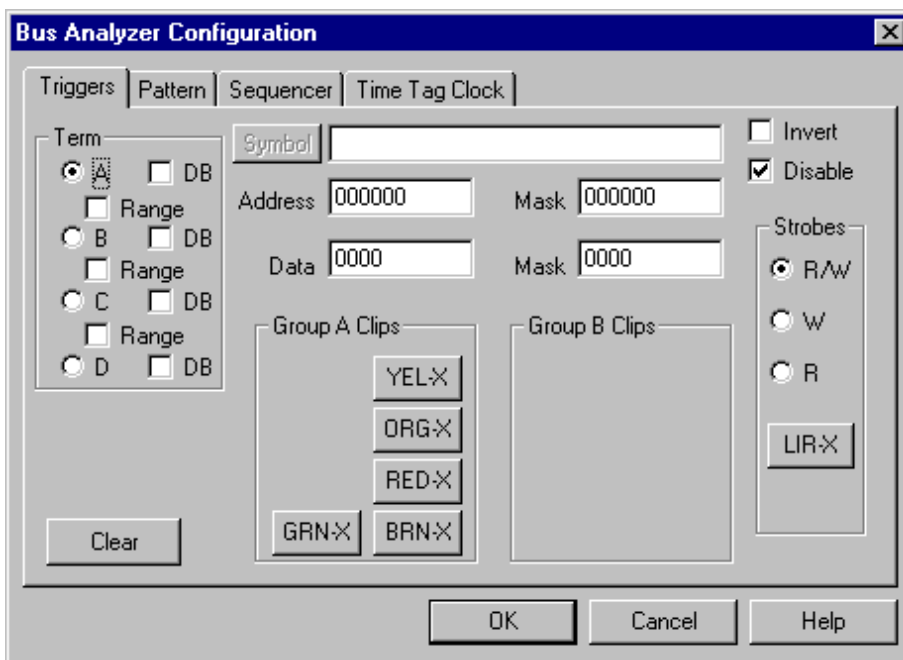 Bus Analyzer Configuration
Triggers Pattern Sequencer Time Tag Clock
Term
A DB
Range
B DB
Range
C DB
Range
D DB
Symbol
Address 000000 Mask 000000
Data 0000 Mask 0000
Group A Clips
YEL-X
ORG-X
RED-X
GRN-X BRN-X
Group B Clips
Invert
Disable
Strobes
R/W
W
R
LIR-X
Clear
OK Cancel Help